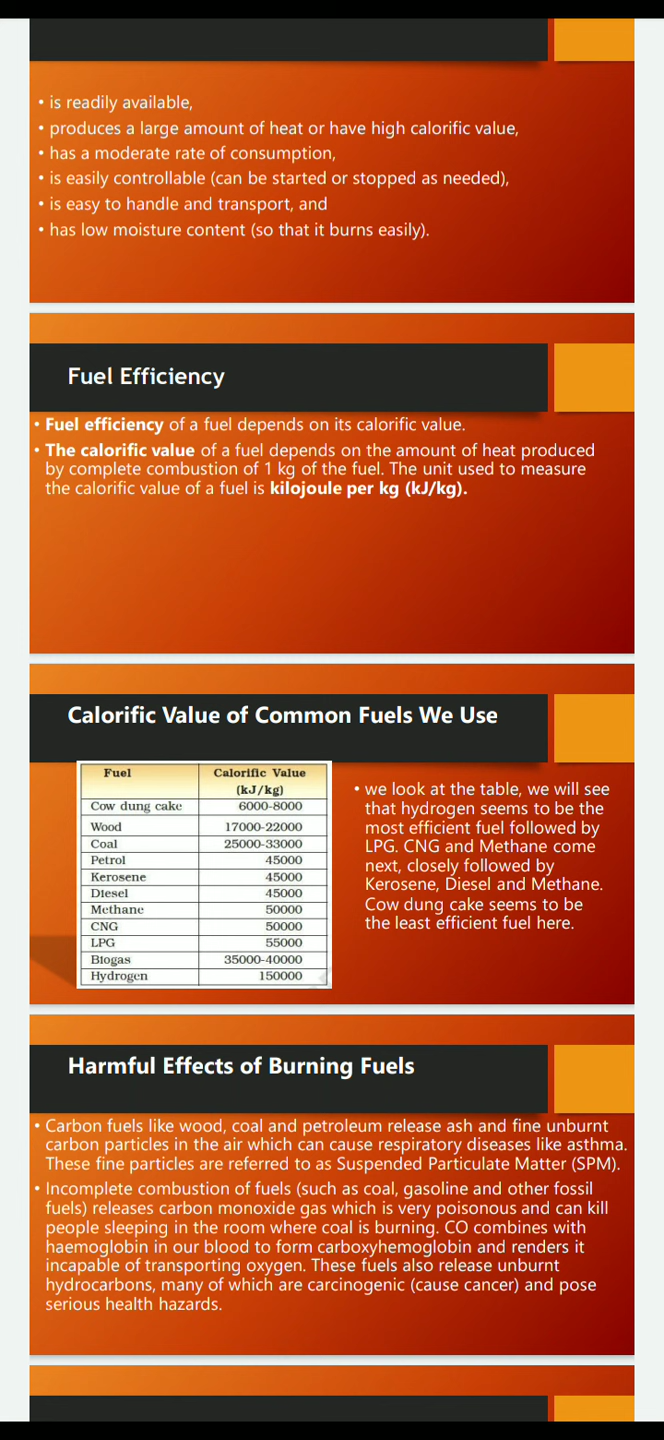 • is readily available,
• produces a large amount of heat or have high calorific value,
• has a moderate rate of consumption,
• is easily controllable (can be started or stopped as needed),
• is easy to handle and transport, and
• has low moisture content (so that it burns easily).
Fuel Efficiency
• Fuel efficiency of a fuel depends on its calorific value.
• The calorific value of a fuel depends on the amount of heat produced
by complete combustion of 1 kg of the fuel. The unit used to measure
the calorific value of a fuel is kilojoule per kg (kJ/kg).
Calorific Value of Common Fuels We Use
Fuel Calorific Value
(kJ/kg)
Cow dung cake 6000-8000
Wood 17000-22000
Coal 25000-33000
Petrol 45000
Kerosene 45000
Diesel 45000
Methane 50000
CNG 50000
LPG 55000
Biogas 35000-40000
Hydrogen 150000
• we look at the table, we will see
that hydrogen seems to be the
most efficient fuel followed by
LPG. CNG and Methane come
next, closely followed by
Kerosene, Diesel and Methane.
Cow dung cake seems to be
the least efficient fuel here.
Harmful Effects of Burning Fuels
• Carbon fuels like wood, coal and petroleum release ash and fine unburnt
carbon particles in the air which can cause respiratory diseases like asthma.
These fine particles are referred to as Suspended Particulate Matter (SPM).
• Incomplete combustion of fuels (such as coal, gasoline and other fossil
fuels) releases carbon monoxide gas which is very poisonous and can kill
people sleeping in the room where coal is burning. CO combines with
haemoglobin in our blood to form carboxyhemoglobin and renders it
incapable of transporting oxygen. These fuels also release unburnt
hydrocarbons, many of which are carcinogenic (cause cancer) and pose
serious health hazards.